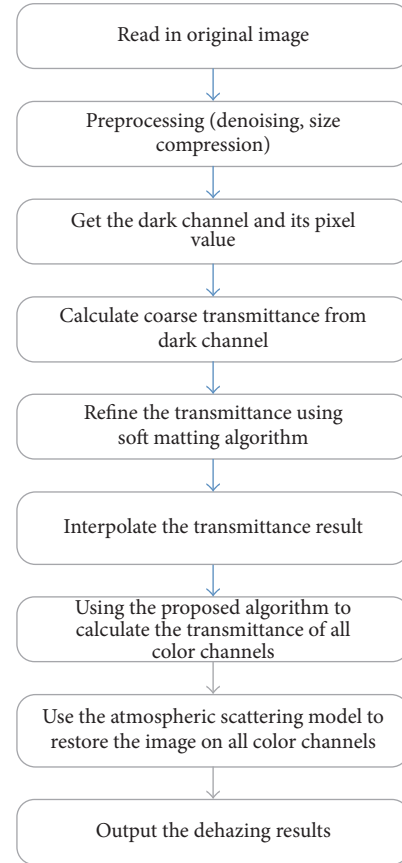 Read in original image
Preprocessing (denoising, size
compression)
Get the dark channel and its pixel
value
Calculate coarse transmittance from
dark channel
Refine the transmittance using
soft matting algorithm
Interpolate the transmittance result
Using the proposed algorithm to
calculate the transmittance of all
color channels
Use the atmospheric scattering model to
restore the image on all color channels
Output the dehazing results